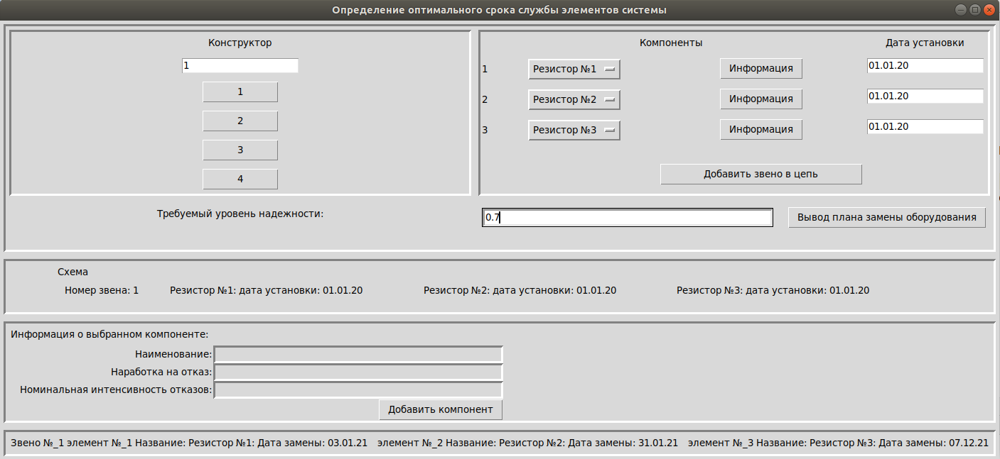 Определение оптимального срока службы элементов системы
Конструктор
1
1
2
3
4
Компоненты Дата установки
1 Резистор №1 Информация 01.01.20
2 Резистор №2 Информация 01.01.20
3 Резистор №3 Информация 01.01.20
Добавить звено в цепь
Требуемый уровень надежности: 0.7 Вывод плана замены оборудования
Схема
Номер звена: 1 Резистор №1: дата установки: 01.01.20 Резистор №2: дата установки: 01.01.20 Резистор №3: дата установки: 01.01.20
Информация о выбранном компоненте:
Наименование:
Наработка на отказ:
Номинальная интенсивность отказов:
Добавить компонент
Звено №_1 элемент №_1 Название: Резистор №1: Дата замены: 03.01.21 элемент №_2 Название: Резистор №2: Дата замены: 31.01.21 элемент №_3 Название: Резистор №3: Дата замены: 07.12.21